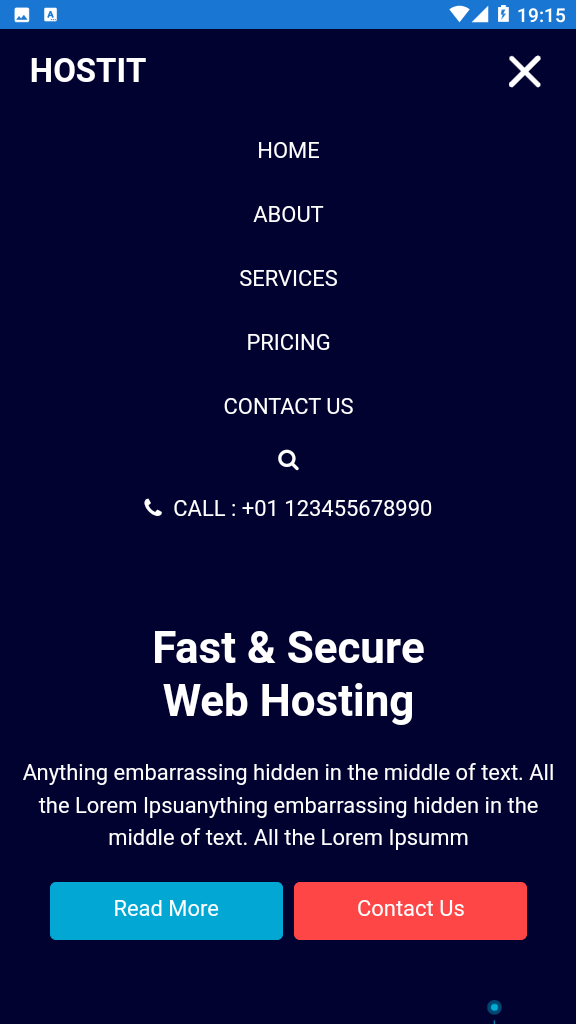 19:15
HOSTIT
HOME
ABOUT
SERVICES
PRICING
CONTACT US
CALL : +01 123455678990
Fast & Secure
Web Hosting
Anything embarrassing hidden in the middle of text. All
the Lorem Ipsuanything embarrassing hidden in the
middle of text. All the Lorem Ipsumm
Read More
Contact Us